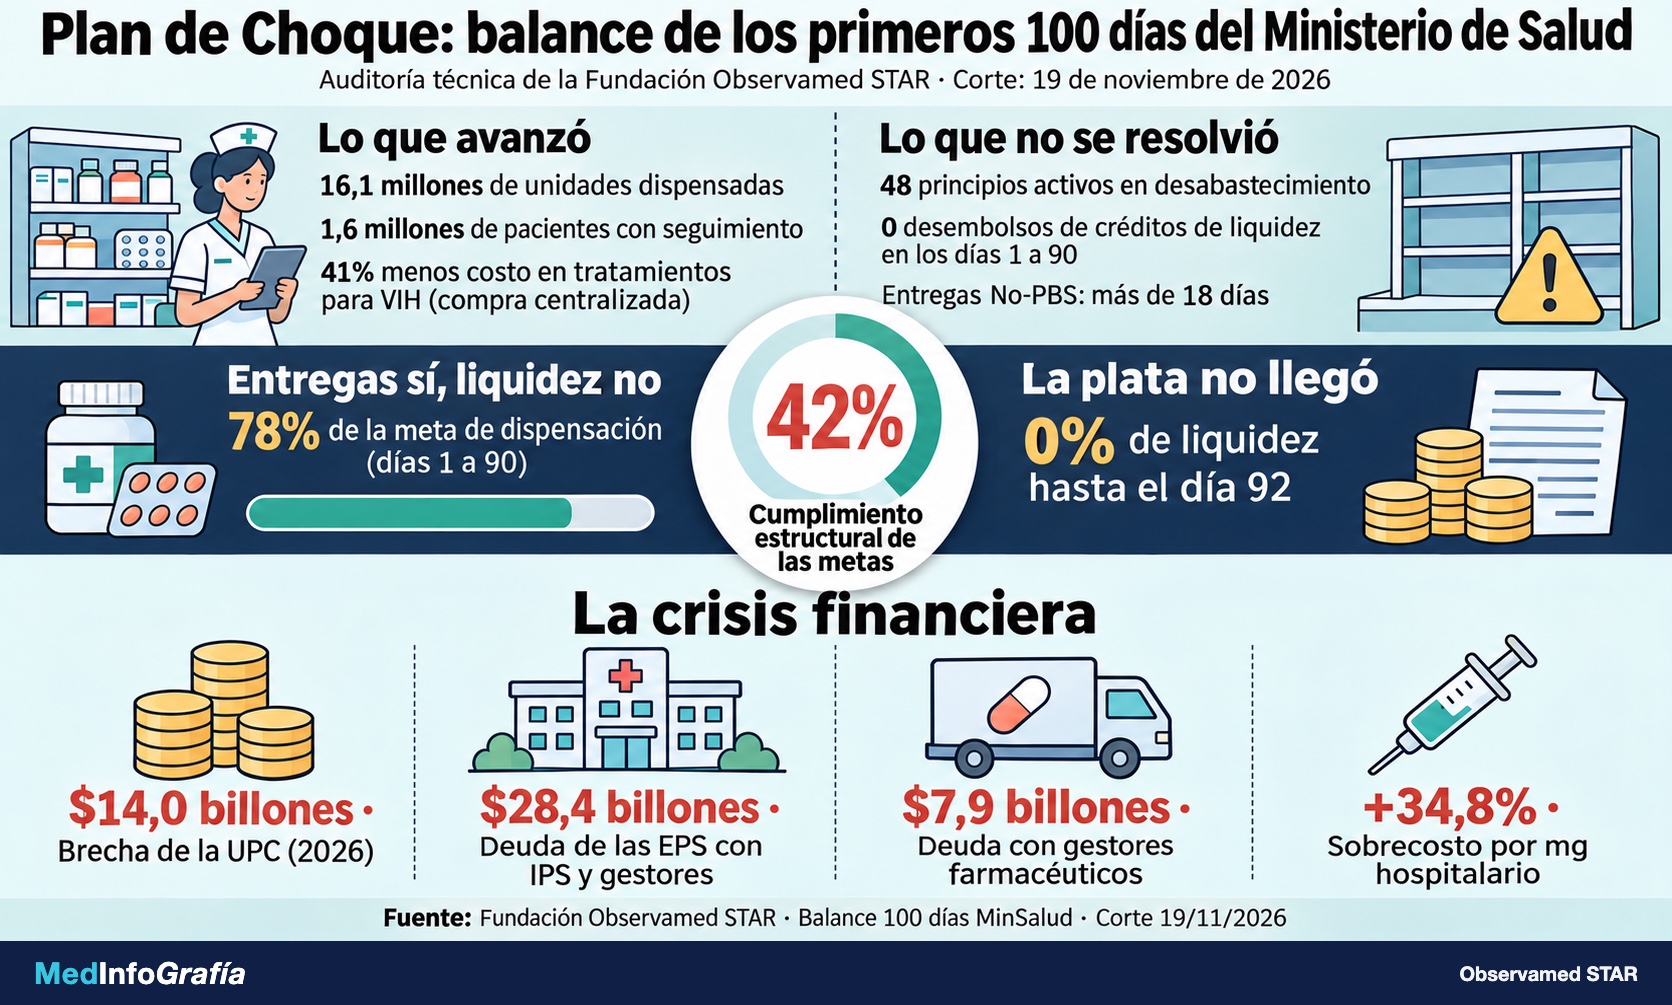 Plan de Choque: balance de los primeros 100 días del Ministerio de Salud
Auditoría técnica de la Fundación Observamed STAR · Corte: 19 de noviembre de 2026
Lo que avanzó
16,1 millones de unidades dispensadas
1,6 millones de pacientes con seguimiento
41% menos costo en tratamientos
para VIH (compra centralizada)
Lo que no se resolvió
48 principios activos en desabastecimiento
0 desembolsos de créditos de liquidez
en los días 1 a 90
Entregas No-PBS: más de 18 días
Entregas sí, liquidez no
78% de la meta de dispensación
(días 1 a 90)
42%
Cumplimiento
estructural de
las metas
La plata no llegó
0% de liquidez
hasta el día 92
La crisis financiera
$14,0 billones ·
Brecha de la UPC (2026)
$28,4 billones ·
Deuda de las EPS con
IPS y gestores
$7,9 billones ·
Deuda con gestores
farmacéuticos
+34,8% ·
Sobrecosto por mg
hospitalario
Fuente: Fundación Observamed STAR · Balance 100 días MinSalud · Corte 19/11/2026
MedInfoGrafía
Observamed STAR